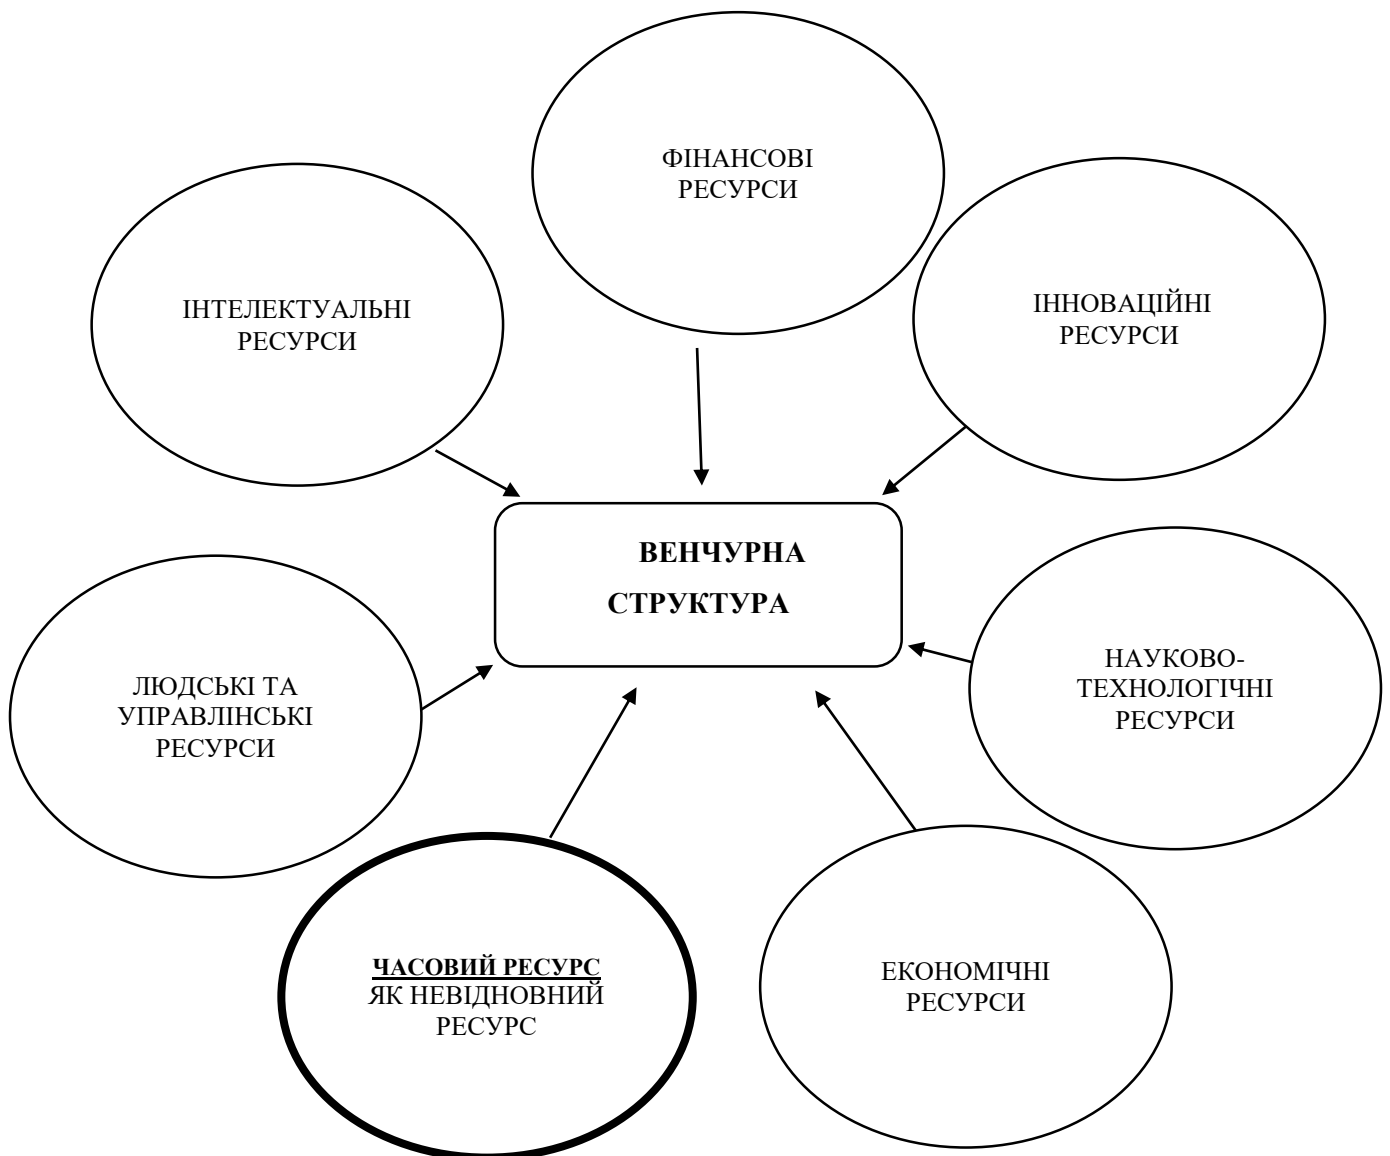 ФІНАНСОВІ
РЕСУРСИ
ІНТЕЛЕКТУАЛЬНІ
РЕСУРСИ
ІННОВАЦІЙНІ
РЕСУРСИ
ВЕНЧУРНА
СТРУКТУРА
ЛЮДСЬКІ ТА
УПРАВЛІНСЬКІ
РЕСУРСИ
НАУКОВО-
ТЕХНОЛОГІЧНІ
РЕСУРСИ
ЧАСОВИЙ РЕСУРС
ЯК НЕВІДНОВНИЙ
РЕСУРС
ЕКОНОМІЧНІ
РЕСУРСИ